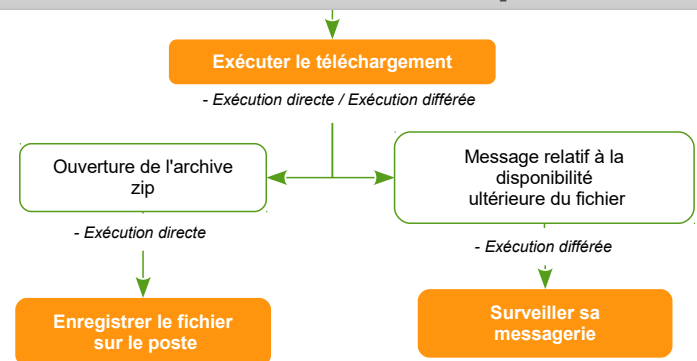 Exécuter le téléchargement
- Exécution directe / Exécution différée
Ouverture de l'archive
zip
- Exécution directe
Enregistrer le fichier
sur le poste
Message relatif à la
disponibilité
ultérieure du fichier
- Exécution différée
Surveiller sa
messagerie